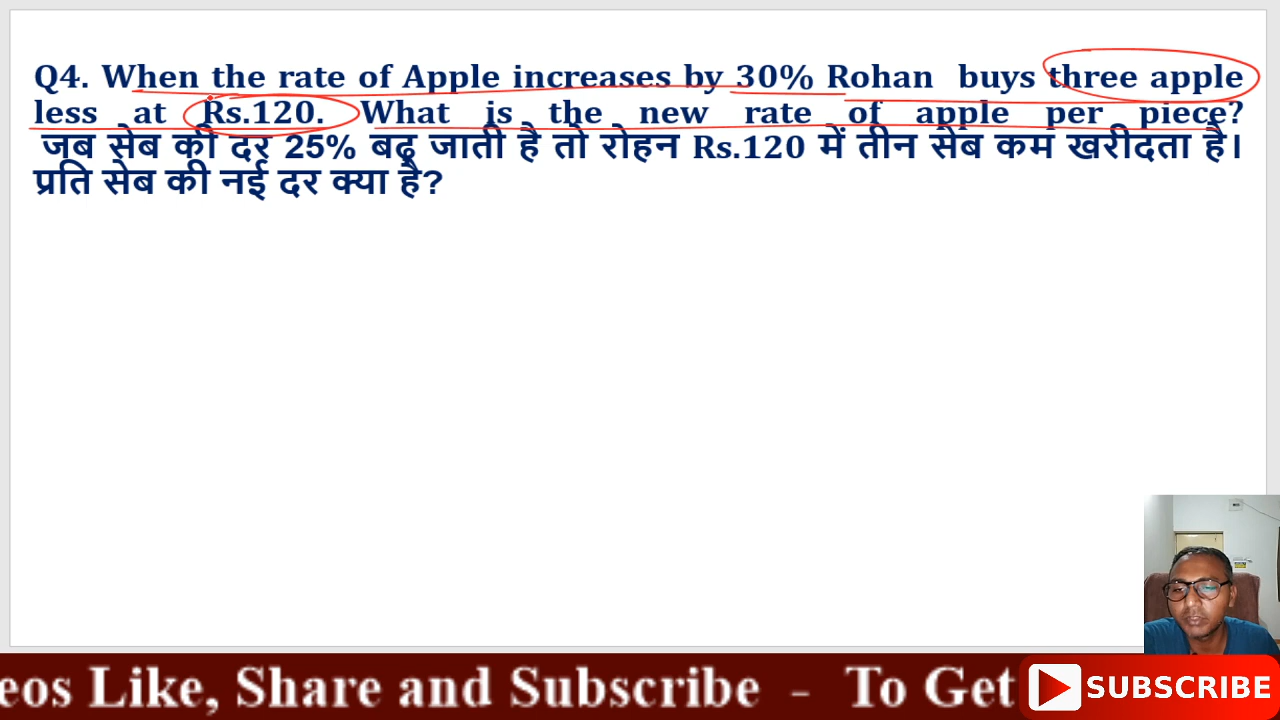 Q4. When the rate of Apple increases by 30% Rohan buys three apple
less at Rs.120. What is the new rate of apple per piece?
जब सेब की दर 25% बढ़ जाती है तो रोहन Rs.120 में तीन सेब कम खरीदता है।
प्रति सेब की नई दर क्या है?
eos Like, Share and Subscribe - To Get
SUBSCRIBE